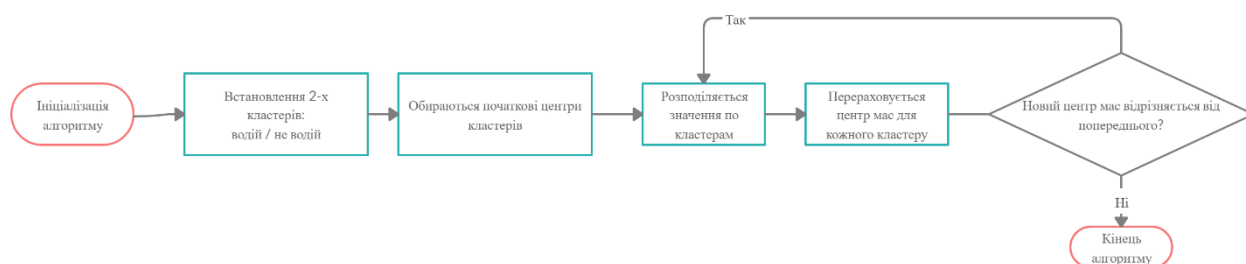 Ініціалізація
алгоритму
Встановлення 2-х
кластерів:
водій / не водій
Обираються початкові центри
кластерів
Розподіляється
значення по
кластерам
Перераховується
центр мас для
кожного кластеру
Новий центр мас відрізняється від
попереднього?
Так
Ні
Кінець
алгоритму